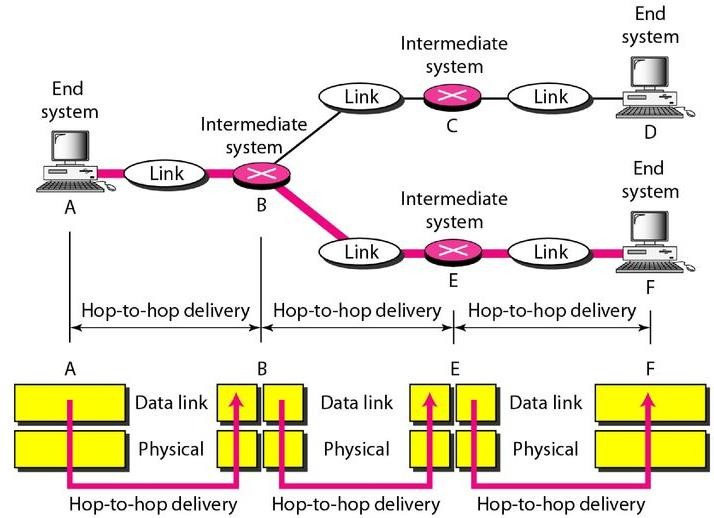 End
system
Intermediate
system
Link
Link
C
D
End
system
Intermediate
system
Link
A
B
End
system
Intermediate
system
Link
Link
E
F
Hop-to-hop delivery
Hop-to-hop delivery
Hop-to-hop delivery
A
B
E
F
Data link
Data link
Data link
Physical
Physical
Physical
Hop-to-hop delivery
Hop-to-hop delivery
Hop-to-hop delivery